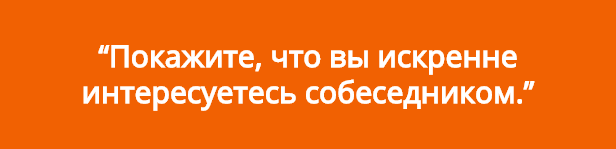 “Покажите, что вы искренне
интересуетесь собеседником.”